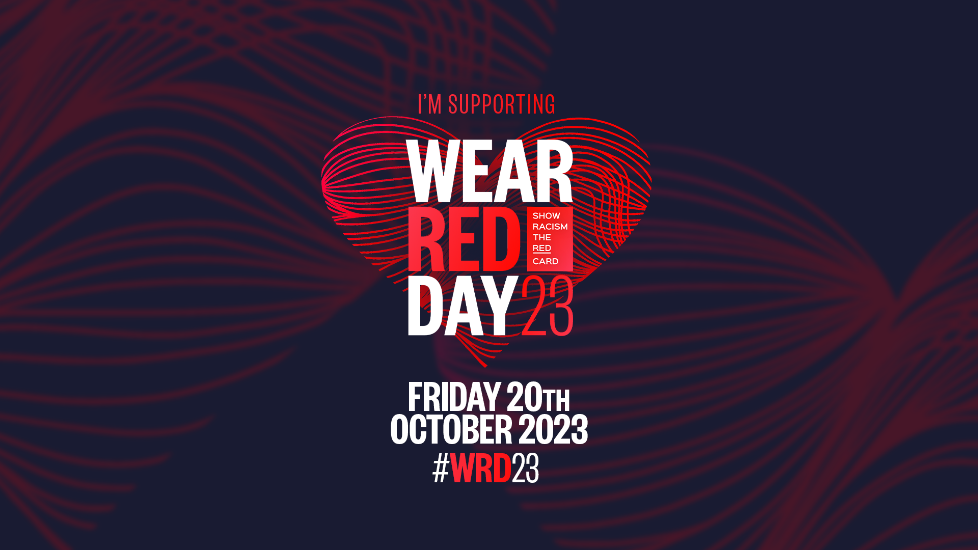 I'M SUPPORTING
WEAR
RED
SHOW
RACISM
THE
RED
CARD
DAY23
FRIDAY 20TH
OCTOBER 2023
#WRD23